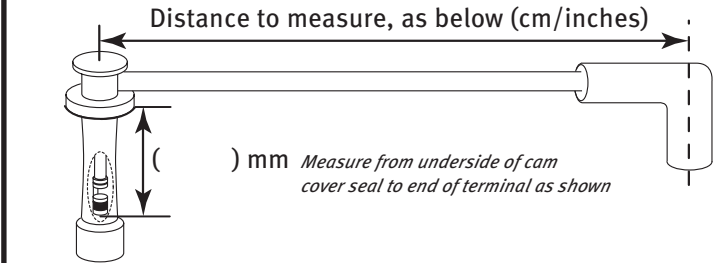 Distance to measure, as below (cm/inches)
( ) mm Measure from underside of cam
cover seal to end of terminal as shown